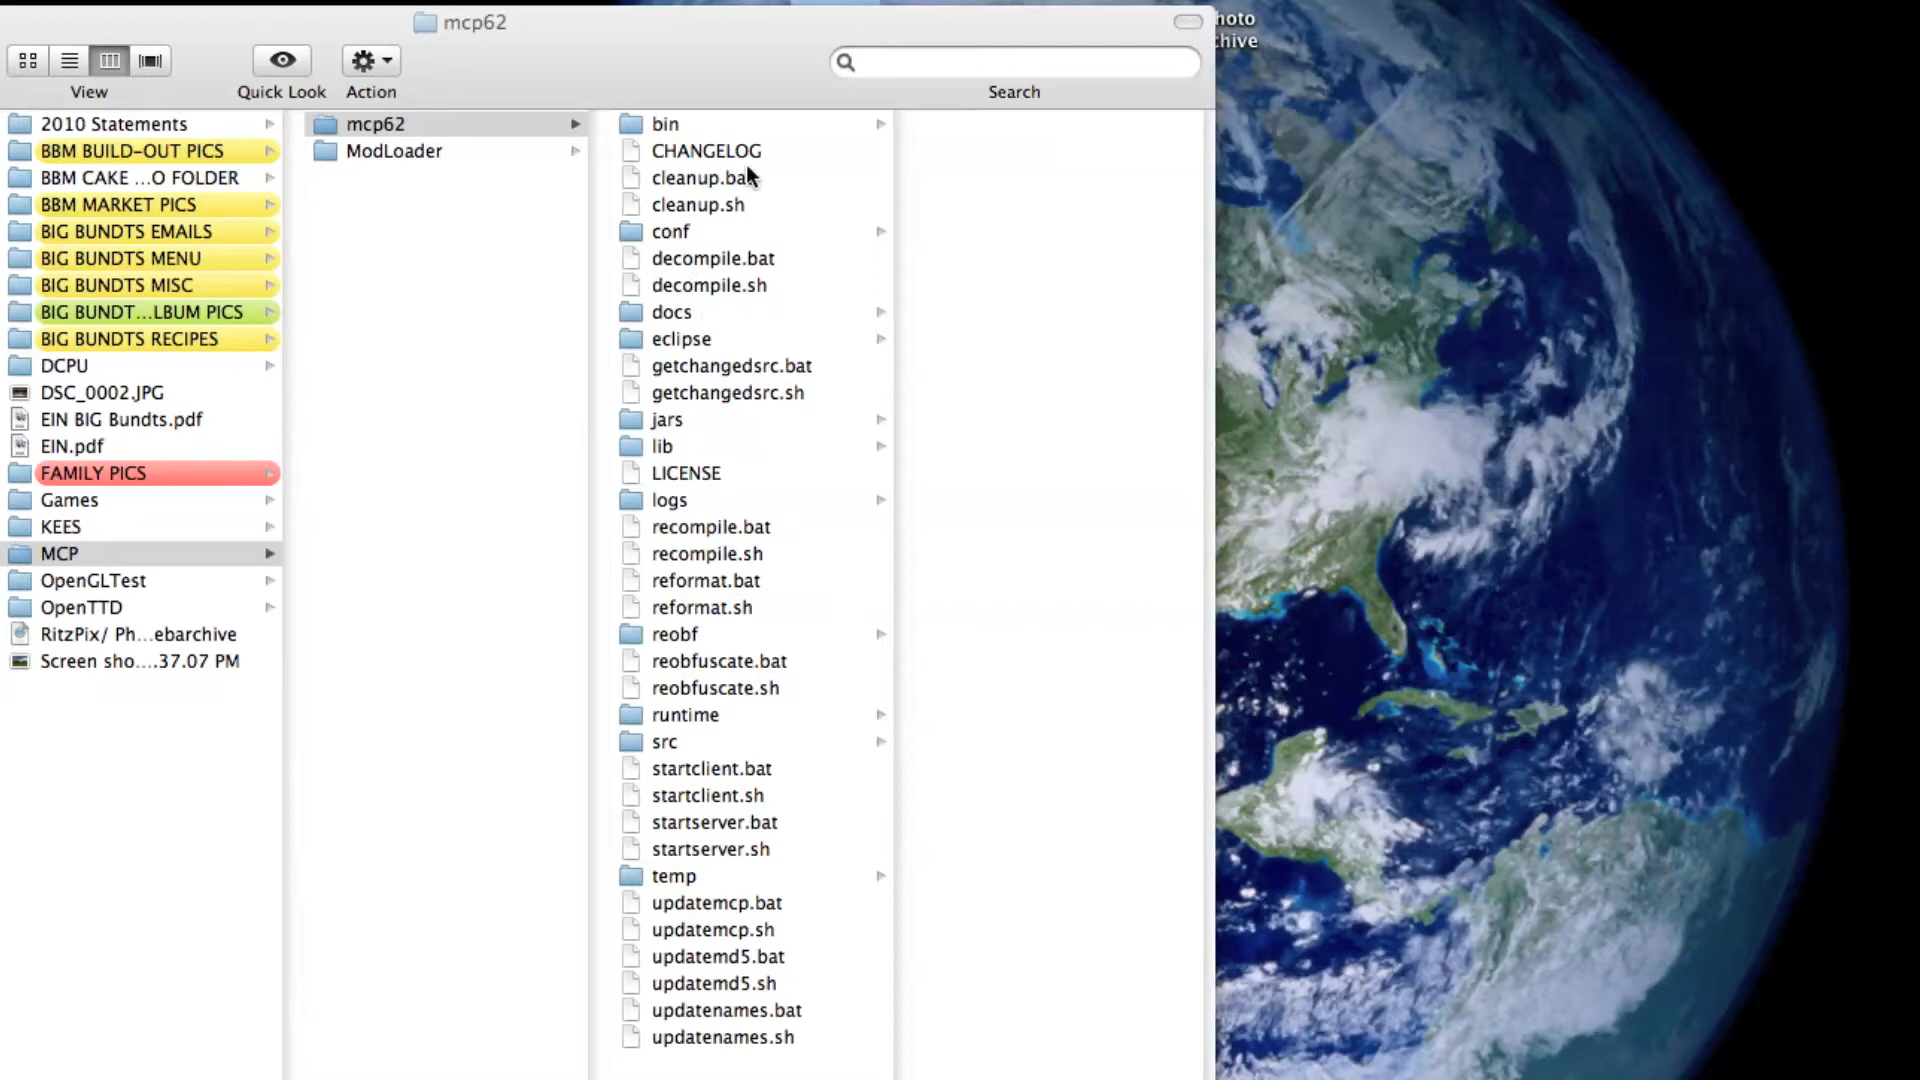 mcp62
hoto
chive
View
Quick Look
Action
Search
2010 Statements
BBM BUILD-OUT PICS
BBM CAKE ...O FOLDER
BBM MARKET PICS
BIG BUNDTS EMAILS
BIG BUNDTS MENU
BIG BUNDTS MISC
BIG BUNDT...LBUM PICS
BIG BUNDTS RECIPES
DCPU
DSC_0002.JPG
EIN BIG Bundts.pdf
EIN.pdf
FAMILY PICS
Games
KEES
MCP
OpenGLTest
OpenTTD
RitzPix/ Ph...ebarchive
Screen sho....37.07 PM
mcp62
ModLoader
bin
CHANGELOG
cleanup.bat
cleanup.sh
conf
decompile.bat
decompile.sh
docs
eclipse
getchangedsrc.bat
getchangedsrc.sh
jars
lib
LICENSE
logs
recompile.bat
recompile.sh
reformat.bat
reformat.sh
reobf
reobfuscate.bat
reobfuscate.sh
runtime
src
startclient.bat
startclient.sh
startserver.bat
startserver.sh
temp
updatemcp.bat
updatemcp.sh
updatemd5.bat
updatemd5.sh
updatenames.bat
updatenames.sh